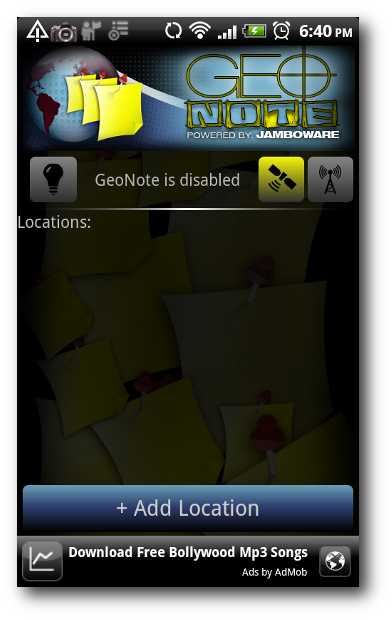 6:40 PM
GEO
NOTE
POWERED BY: JAMBOWARE
GeoNote is disabled
Locations:
+ Add Location
Download Free Bollywood Mp3 Songs
Ads by AdMob